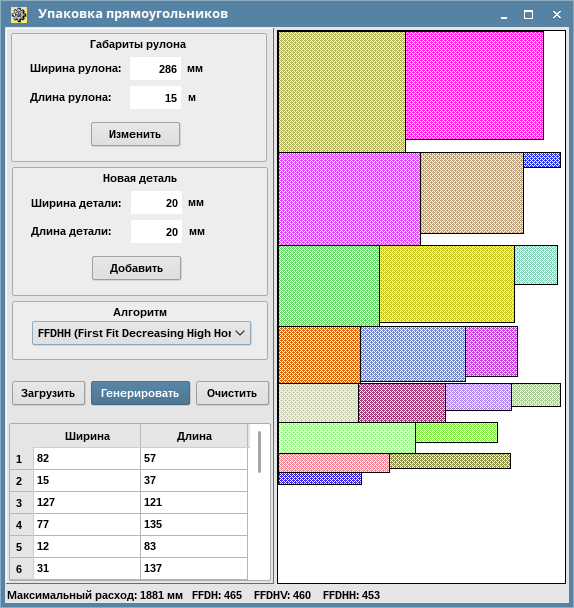 Упаковка прямоугольников
Габариты рулона
Ширина рулона: 286 мм
Длина рулона: 15 м
Изменить
Новая деталь
Ширина детали: 20 мм
Длина детали: 20 мм
Добавить
Алгоритм
FFDHH (First Fit Decreasing High Hor
Загрузить Генерировать Очистить
Ширина Длина
1 82 57
2 15 37
3 127 121
4 77 135
5 12 83
6 31 137
Максимальный расход: 1881 мм FFDH: 465 FFDHV: 460 FFDHH: 453